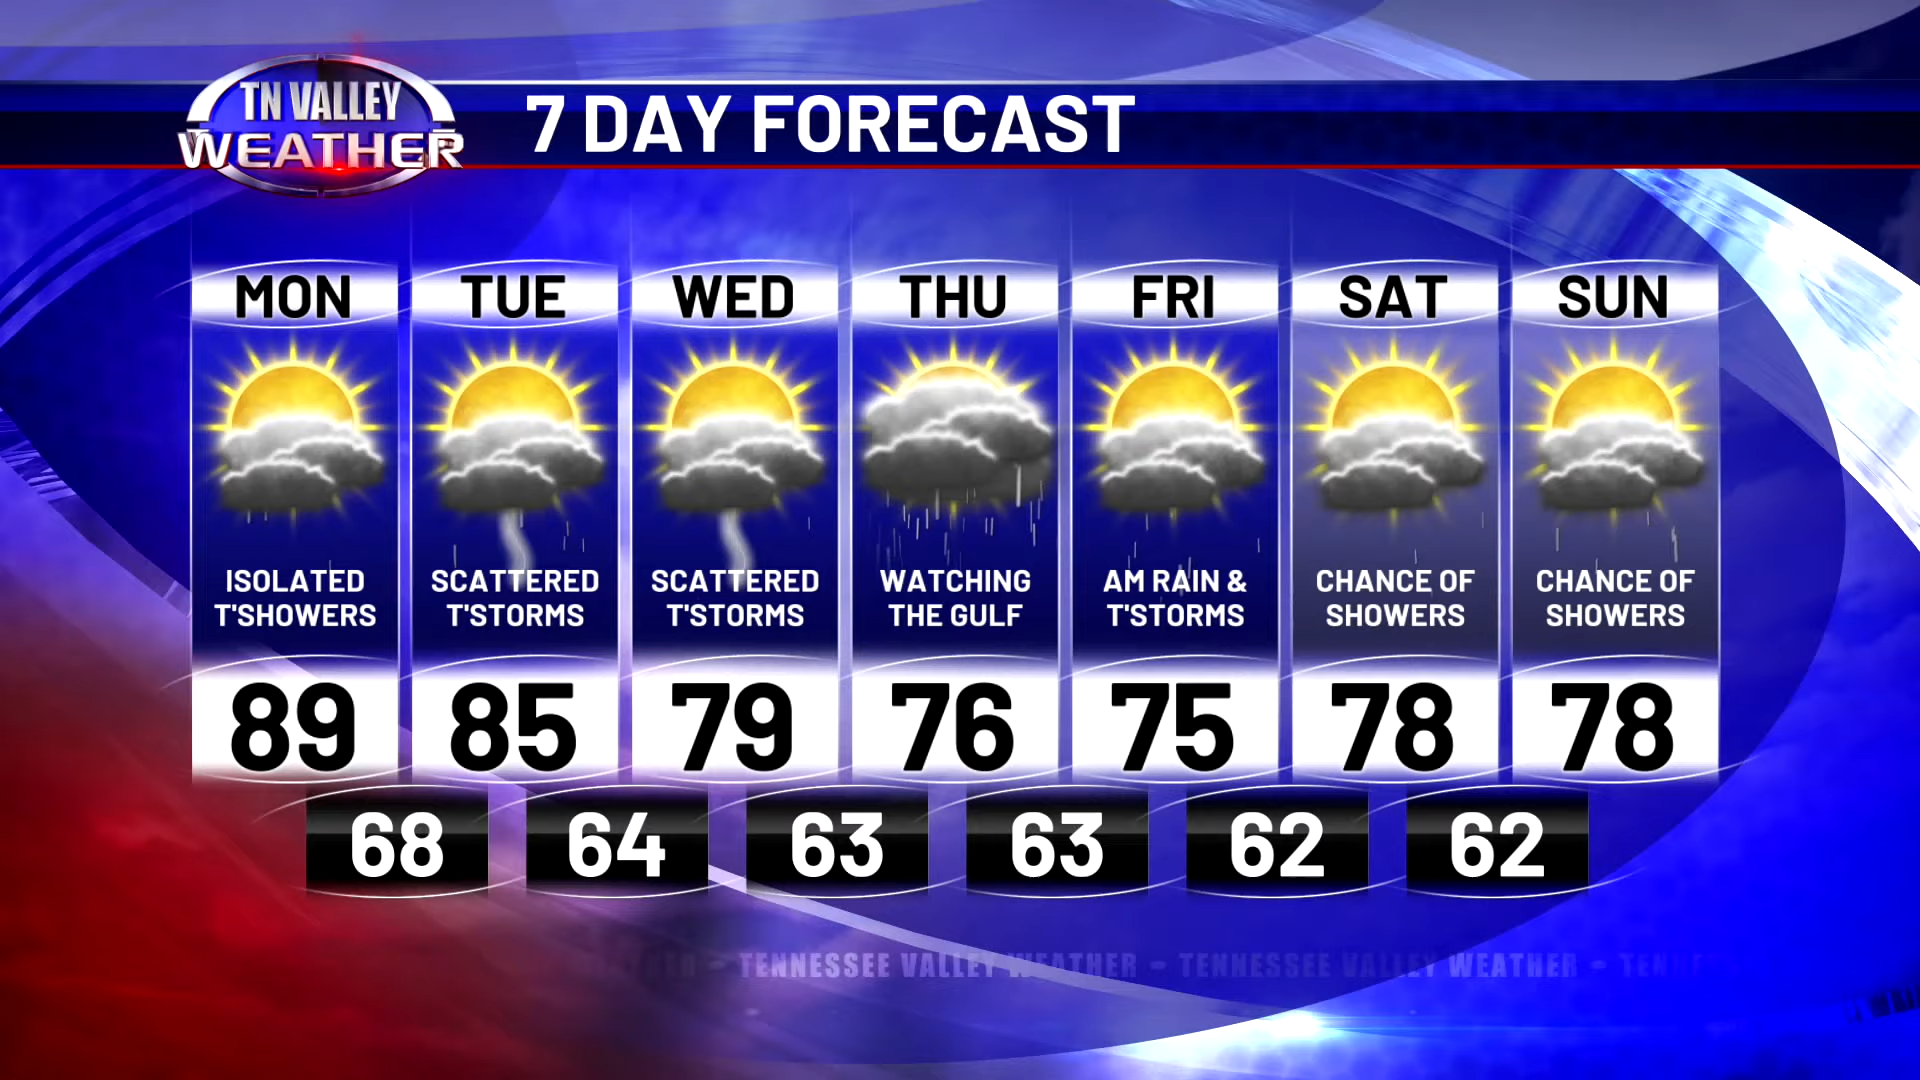 TN VALLEY
WEATHER
7 DAY FORECAST
MON TUE WED THU FRI SAT SUN
ISOLATED T'SHOWERS
SCATTERED T'STORMS
SCATTERED T'STORMS
WATCHING THE GULF
AM RAIN & T'STORMS
CHANCE OF SHOWERS
CHANCE OF SHOWERS
89 85 79 76 75 78 78
68 64 63 63 62 62
TENNESSEE VALLEY WEATHER - TENNESSEE VALLEY WEATHER -